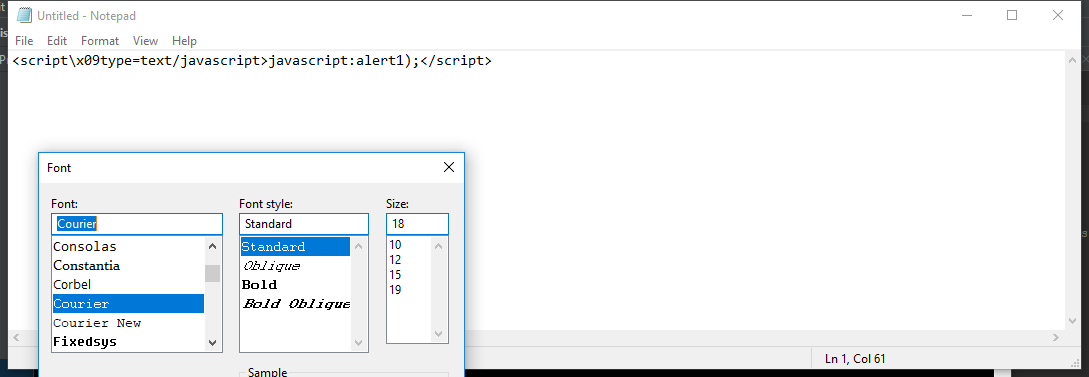 Untitled - Notepad
File Edit Format View Help
<script\x09type=text/javascript>javascript:alert1);</script>
Font
Font: Font style: Size:
Courier Standard 18
Consolas Standard 10
Constantia Oblique 12
Corbel Bold 15
Courier Bold Oblique 19
Courier New
Fixedsys
Ln 1, Col 61
Sample